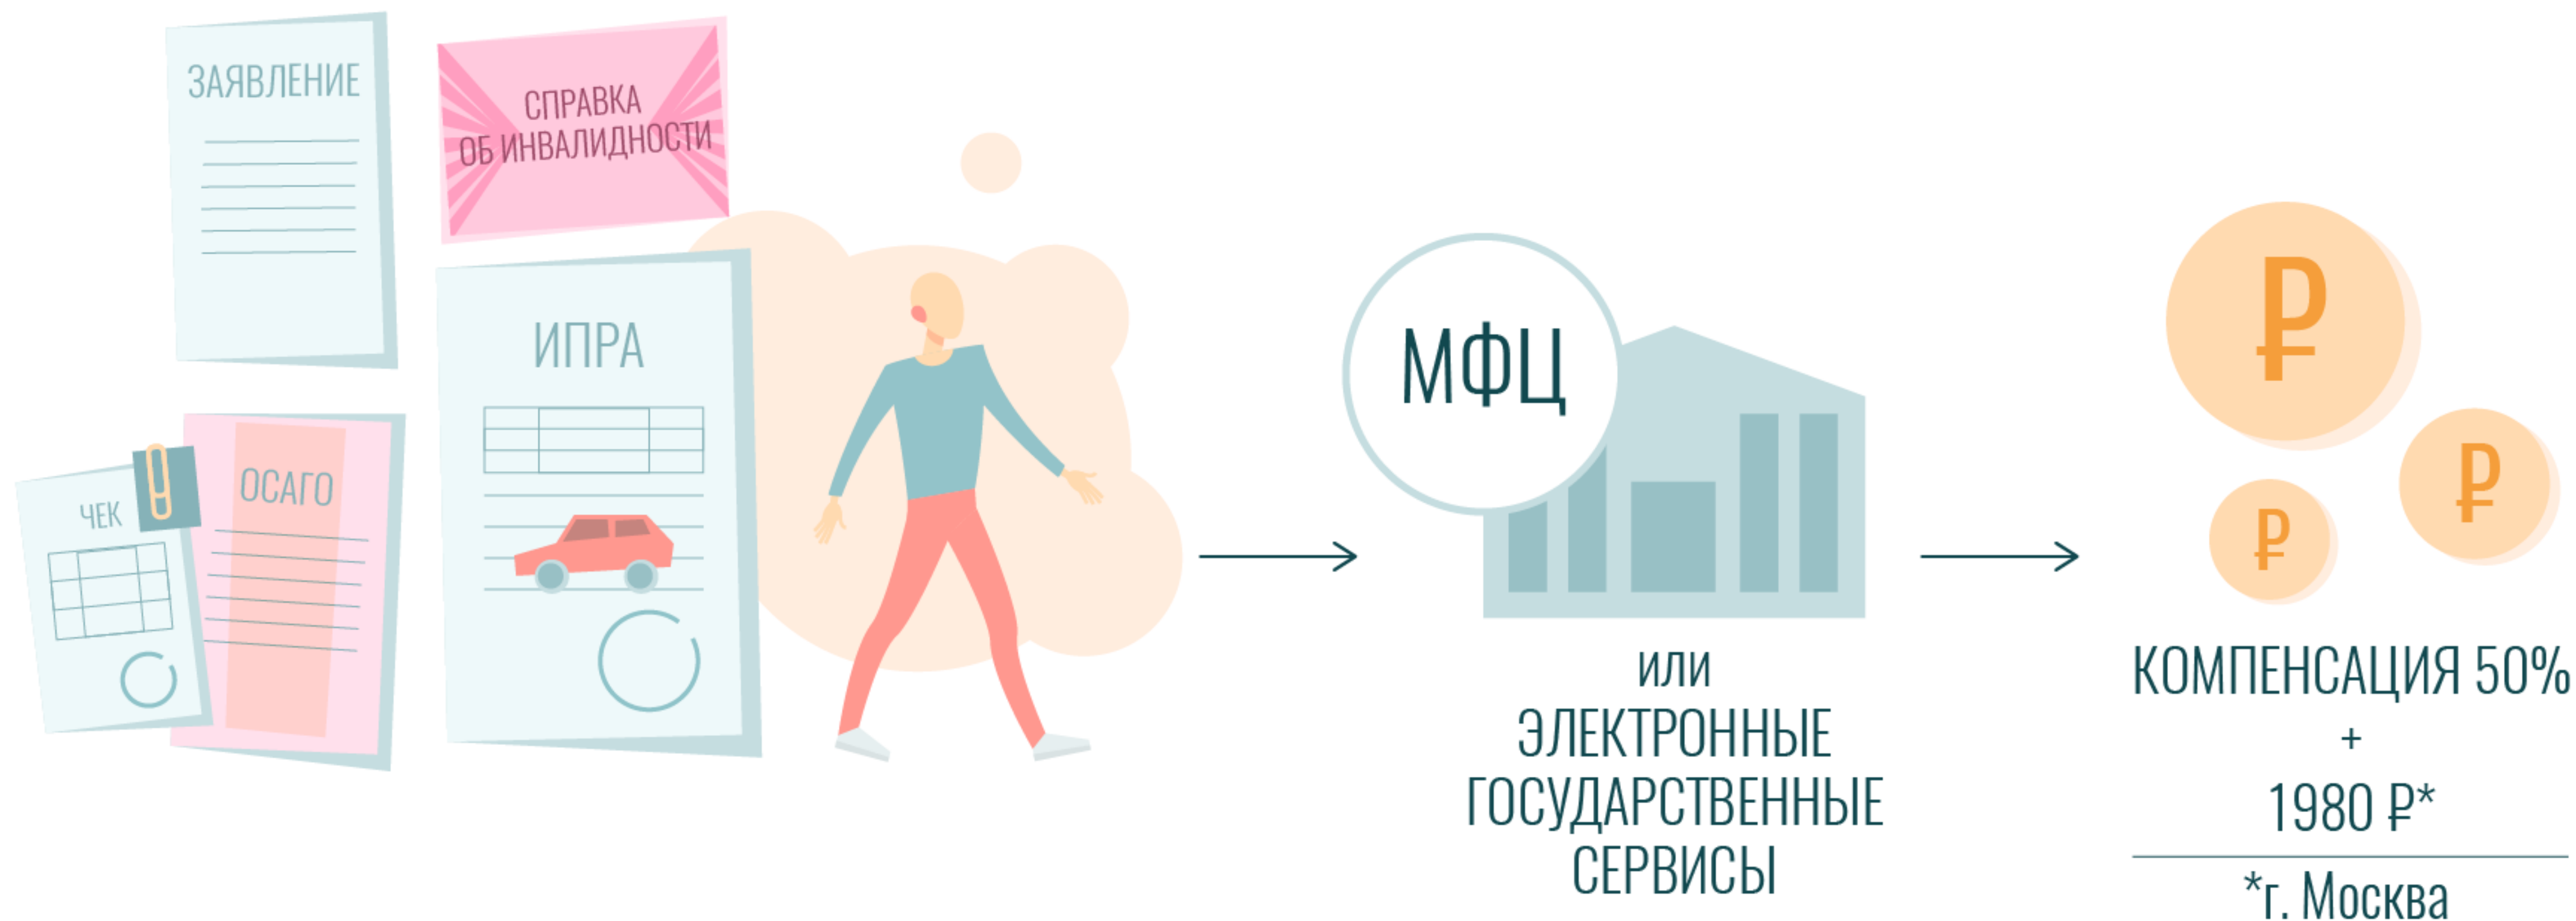 ЗАЯВЛЕНИЕ
СПРАВКА
ОБ ИНВАЛИДНОСТИ
ИПРА
ЧЕК
ОСАГО
МФЦ
ИЛИ
ЭЛЕКТРОННЫЕ
ГОСУДАРСТВЕННЫЕ
СЕРВИСЫ
₽
₽
₽
КОМПЕНСАЦИЯ 50%
+
1980 ₽*
*г. Москва